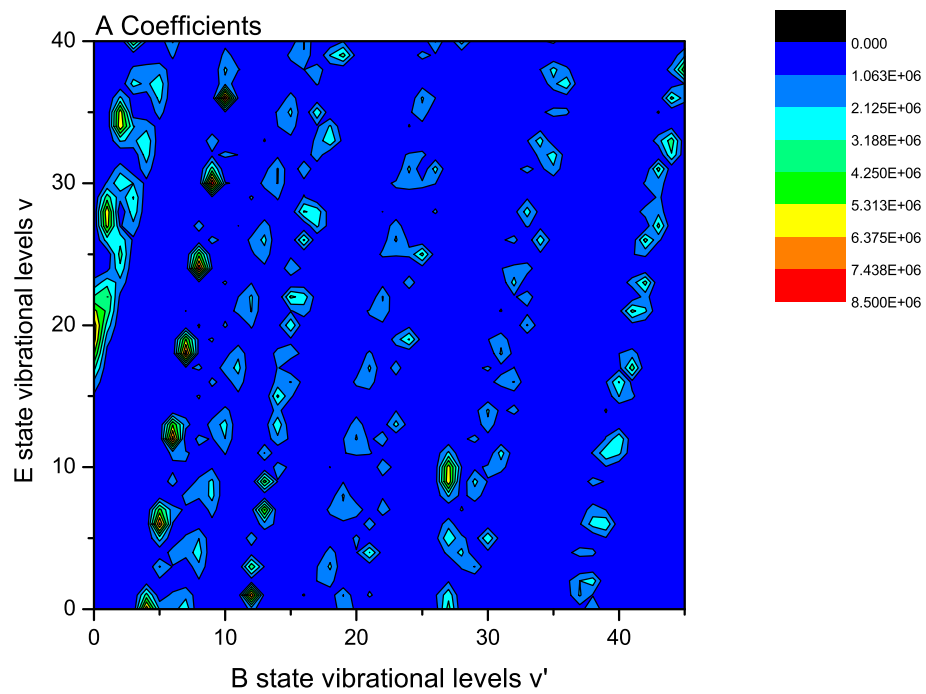 A Coefficients
40
30
20
10
0
E state vibrational levels v
0 10 20 30 40
B state vibrational levels v'
0.000
1.063E+06
2.125E+06
3.188E+06
4.250E+06
5.313E+06
6.375E+06
7.438E+06
8.500E+06